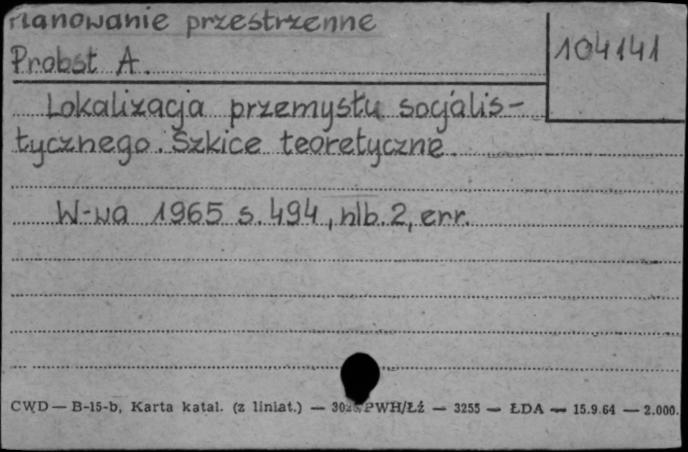 Planowanie przestrzenne
Probst A.
104141
Lokalizacja przemysłu socjalis-
tycznego. Szkice teoretyczne
W-wa 1965 s. 494, nlb. 2, err.
CWD — B-15-b, Karta katal. (z liniat.) — PWH/Łź — 3255 — ŁDA — 15.9.64 — 2.000.